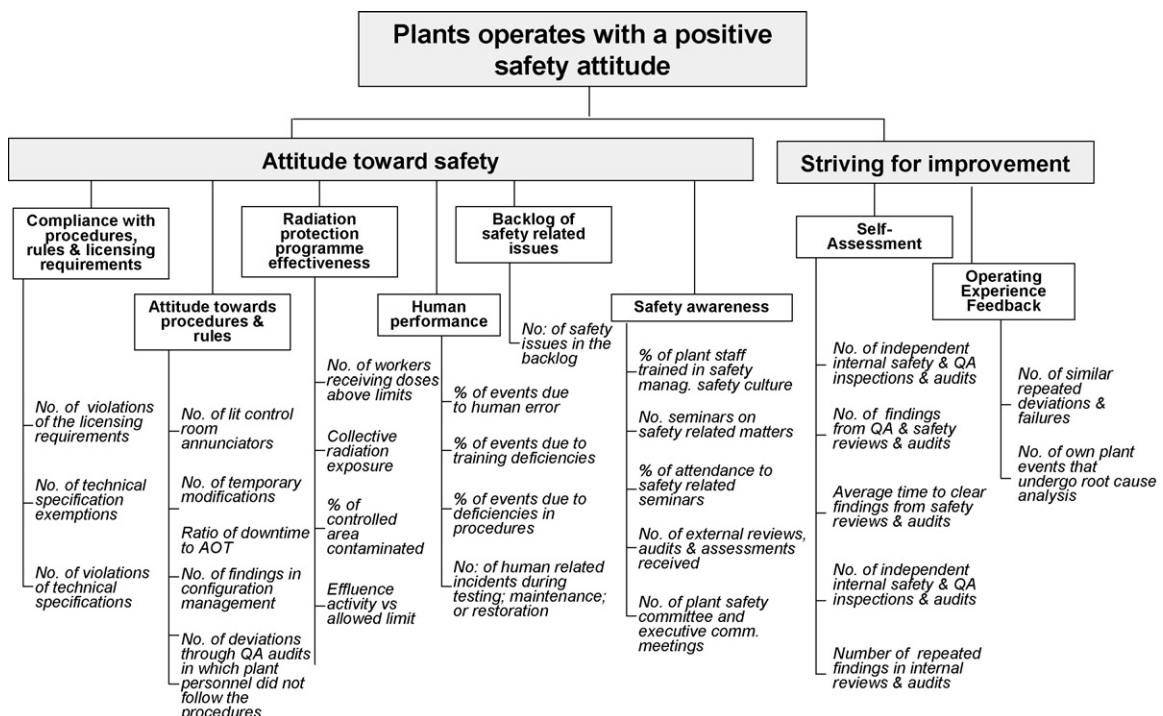 Plants operates with a positive
safety attitude
Attitude toward safety
Striving for improvement
Compliance with
procedures,
rules & licensing
requirements
No. of violations
of the licensing
requirements
No. of technical
specification
exemptions
No. of violations
of technical
specifications
Attitude towards
procedures &
rules
No. of lit control
room
annunciators
No. of temporary
modifications
Ratio of downtime
to AOT
No. of findings in
configuration
management
No. of deviations
through QA audits
in which plant
personnel did not
follow the
procedures
Radiation
protection
programme
effectiveness
No. of workers
receiving doses
above limits
Collective
radiation
exposure
% of
controlled
area
contaminated
Effluence
activity vs
allowed limit
Human
performance
% of events due
to human error
% of events due to
training deficiencies
% of events due to
deficiencies in
procedures
No: of human related
incidents during
testing; maintenance;
or restoration
Backlog of
safety related
issues
No: of safety
issues in the
backlog
Safety awareness
% of plant staff
trained in safety
manag. safety culture
No. seminars on
safety related matters
% of attendance to
safety related
seminars
No. of external reviews,
audits & assessments
received
No. of plant safety
committee and
executive comm.
meetings
Self-
Assessment
No. of independent
internal safety & QA
inspections & audits
No. of findings
from QA & safety
reviews & audits
Average time to clear
findings from safety
reviews & audits
No. of independent
internal safety & QA
inspections & audits
Number of repeated
findings in internal
reviews & audits
Operating
Experience
Feedback
No. of similar
repeated
deviations &
failures
No. of own plant
events that
undergo root cause
analysis